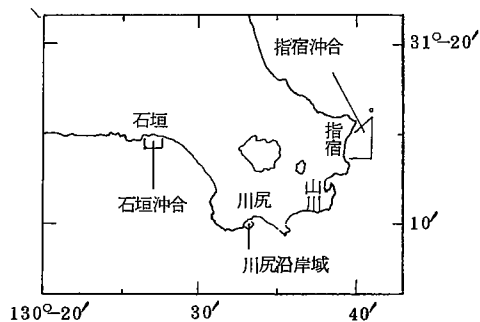 指宿沖合
31°-20′
石垣
指宿
石垣沖合
川尻
山川
10′
川尻沿岸域
130°-20′
30′
40′